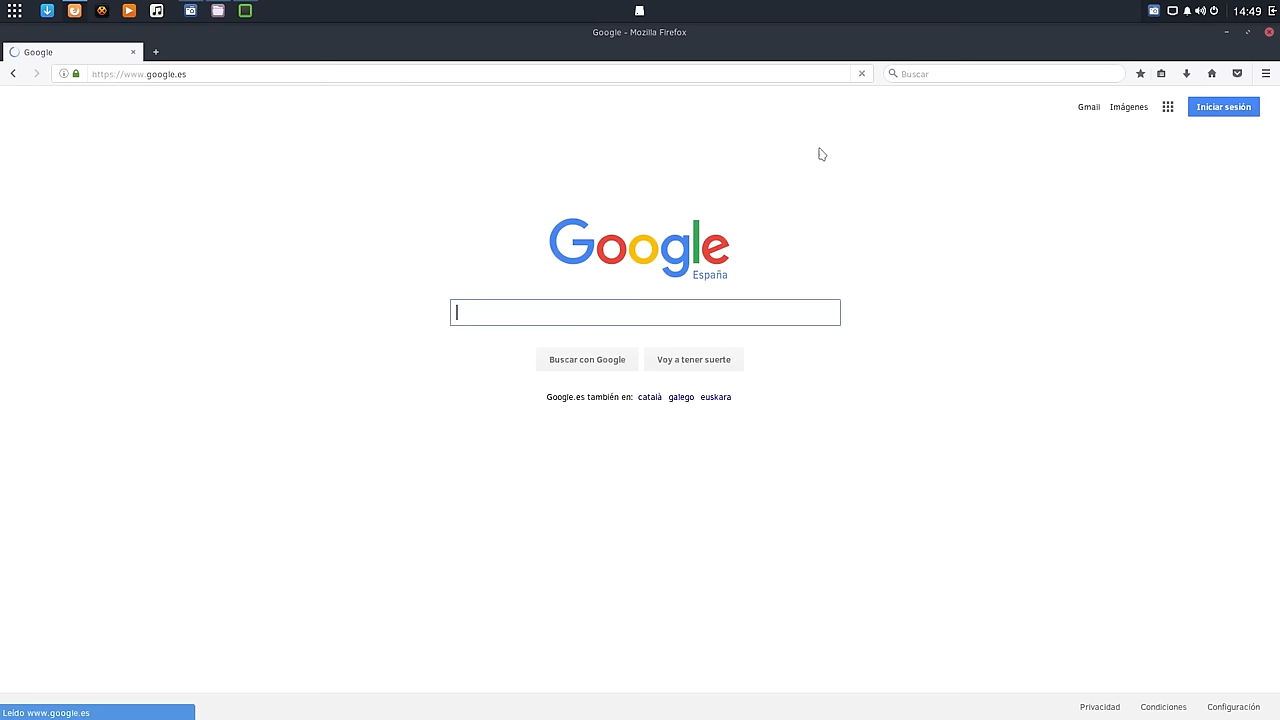 14:49
Google - Mozilla Firefox
Google
https://www.google.es
Buscar
Gmail Imágenes Iniciar sesión
Google
España
Buscar con Google Voy a tener suerte
Google.es también en: català galego euskara
Leído www.google.es
Privacidad Condiciones Configuración